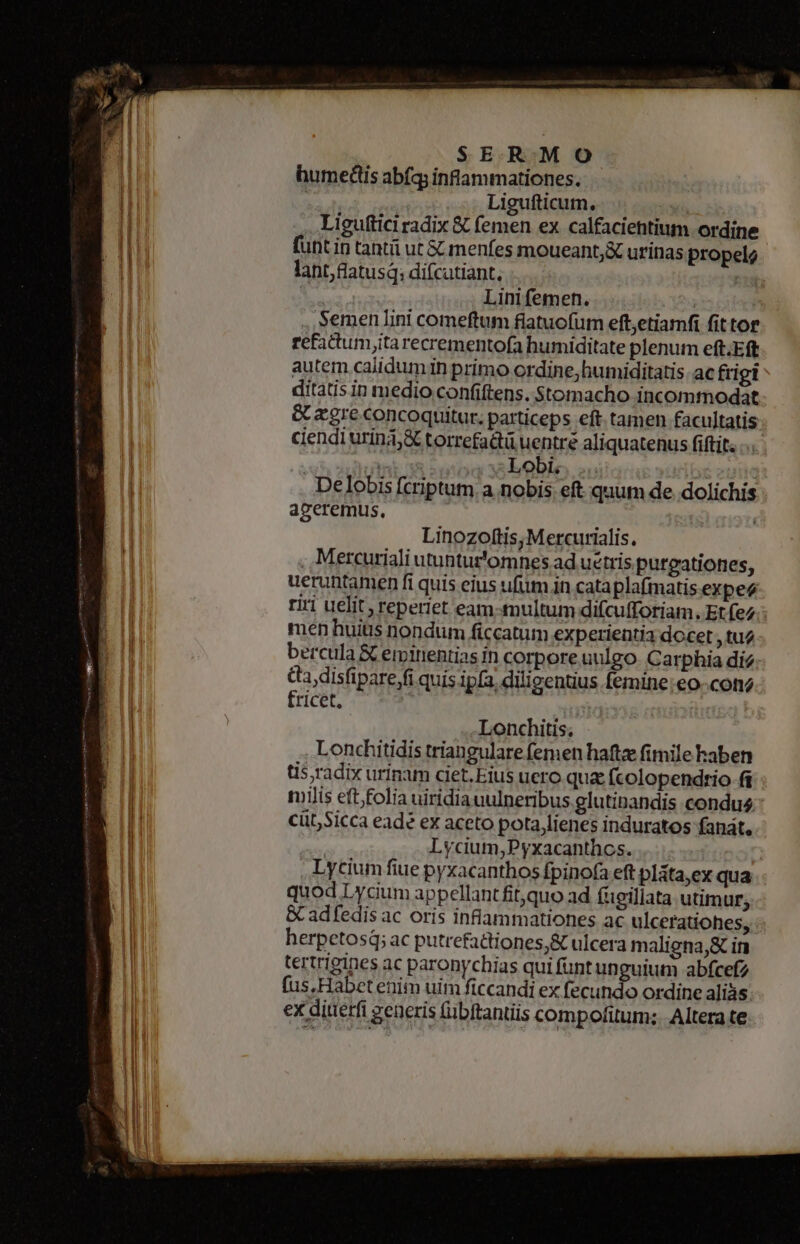 SERMO
humectis absq; inflammationes.
Ligusticum.
Ligustici radix & semen ex calfacientium ordine
sunt in tantū ut & menses moueant, & urinas propel⸗
lant, flatusq; discutiant.
Lini semen.
Semen lini comestum flatuosum est, etiamsi sit tor
refactum, ita recrementosa humiditate plenum est. Est
autem calidum in primo ordine, humiditatis ac frigi
ditatis in medio consistens. Stomacho incommodat
& ægre concoquitur. particeps est tamen facultatis
ciendi urinā, & torrefactū uentrē aliquatenus sistit.
Lobi.
De lobis scriptum a nobis est quum de dolichis
ageremus.
Linozostis, Mercurialis.
Mercuriali utuntur omnes ad uētris purgationes,
ueruntamen si quis eius usum in cataplasmatis expe⸗
riri uelit, reperiet eam multum discussoriam. Et se⸗
men huius nondum siccatum experientia docet, tu⸗
bercula & eminentias in corpore uulgo Carphia di⸗
cta, dissipare, si quis ipsa diligentius semine eo con⸗
fricet.
Lonchitis.
Lonchitidis triangulare semen hastæ simile haben
tis, radix urinam ciet. Eius uero quæ scolopendrio si
milis est, folia uiridia uulneribus glutinandis condu⸗
cūt, Sicca eadē ex aceto pota, lienes induratos sanāt.
Lycium, Pyxacanthos.
Lycium siue pyxacanthos spinosa est plāta, ex qua
quod Lycium appellant fit, quo ad sugillata utimur,
& ad sedis ac oris inflammationes ac ulcerationes,
herpetosq; ac putrefactiones, & ulcera maligna, & in
tertrigines ac paronychias qui sunt unguium absces⸗
sus. Habet enim uim siccandi ex secundo ordine aliàs
ex diuersi generis substantiis compositum: Altera te